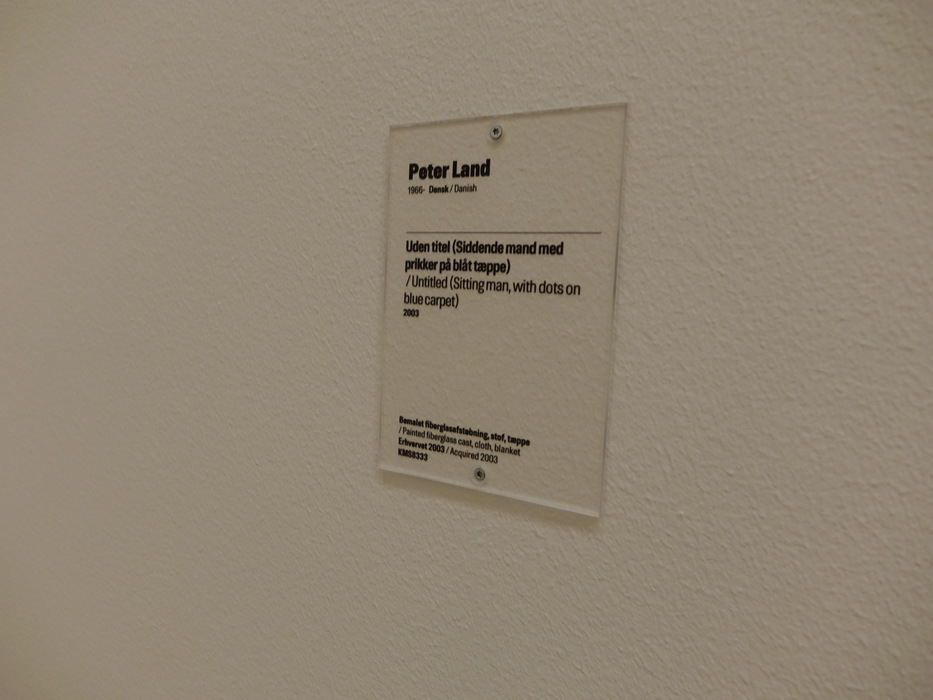 Peter Land
1966- Dansk / Danish
Uden titel (Siddende mand med
prikker på blåt tæppe)
/ Untitled (Sitting man, with dots on
blue carpet)
2003
Bemalet fiberglasafstøbning, stof, tæppe
/ Painted fiberglass cast, cloth, blanket
Erhvervet 2003 / Acquired 2003
KMS8333